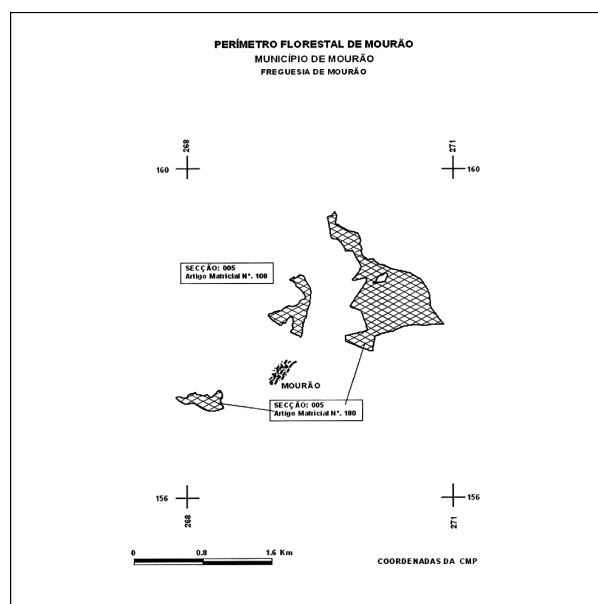 PERÍMETRO FLORESTAL DE MOURÃO
MUNICÍPIO DE MOURÃO
FREGUESIA DE MOURÃO
268
271
160
160
SECÇÃO: 005
Artigo Matricial Nº. 108
MOURÃO
SECÇÃO: 005
Artigo Matricial Nº. 180
156
156
268
271
0 0.8 1.6 Km
COORDENADAS DA CMP